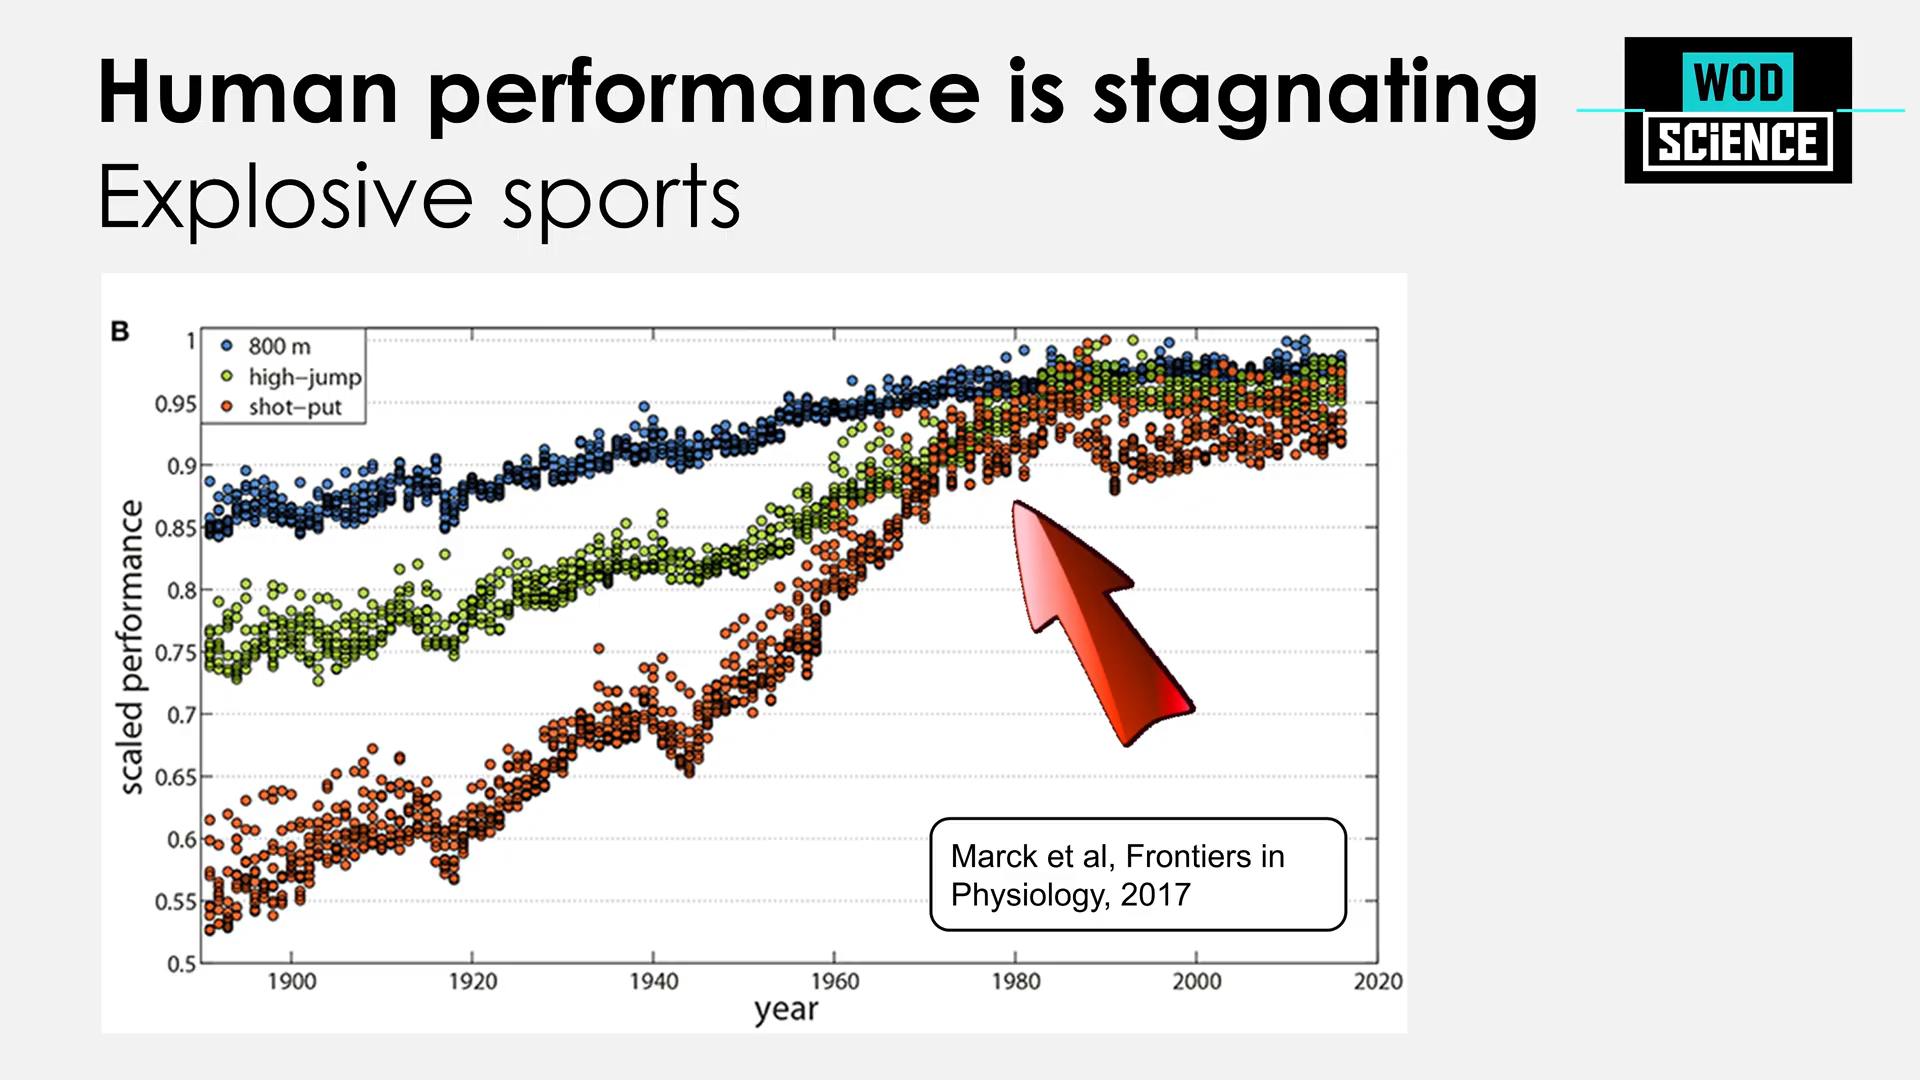 Human performance is stagnating
Explosive sports
WOD
SCiENCE
B
800 m
high-jump
shot-put
scaled performance
1
0.95
0.9
0.85
0.8
0.75
0.7
0.65
0.6
0.55
0.5
Marck et al, Frontiers in
Physiology, 2017
1900 1920 1940 1960 1980 2000 2020
year